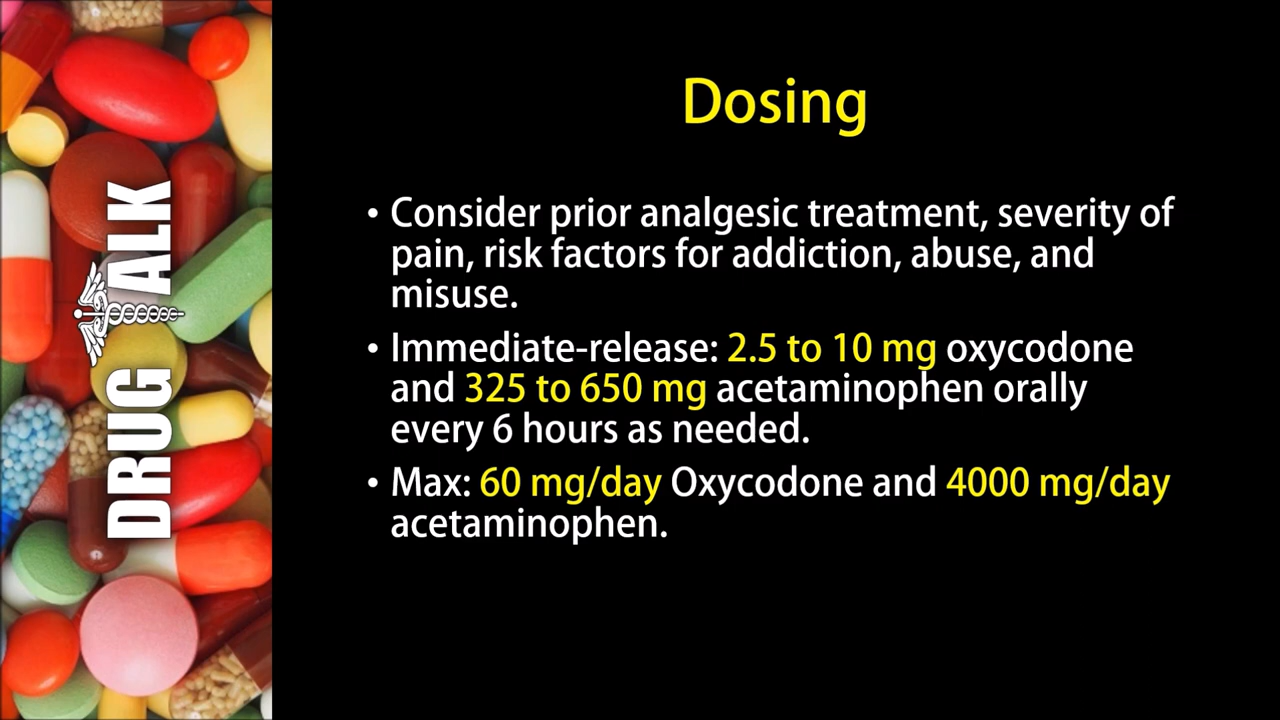 DRUG TALK
Dosing
• Consider prior analgesic treatment, severity of
pain, risk factors for addiction, abuse, and
misuse.
• Immediate-release: 2.5 to 10 mg oxycodone
and 325 to 650 mg acetaminophen orally
every 6 hours as needed.
• Max: 60 mg/day Oxycodone and 4000 mg/day
acetaminophen.